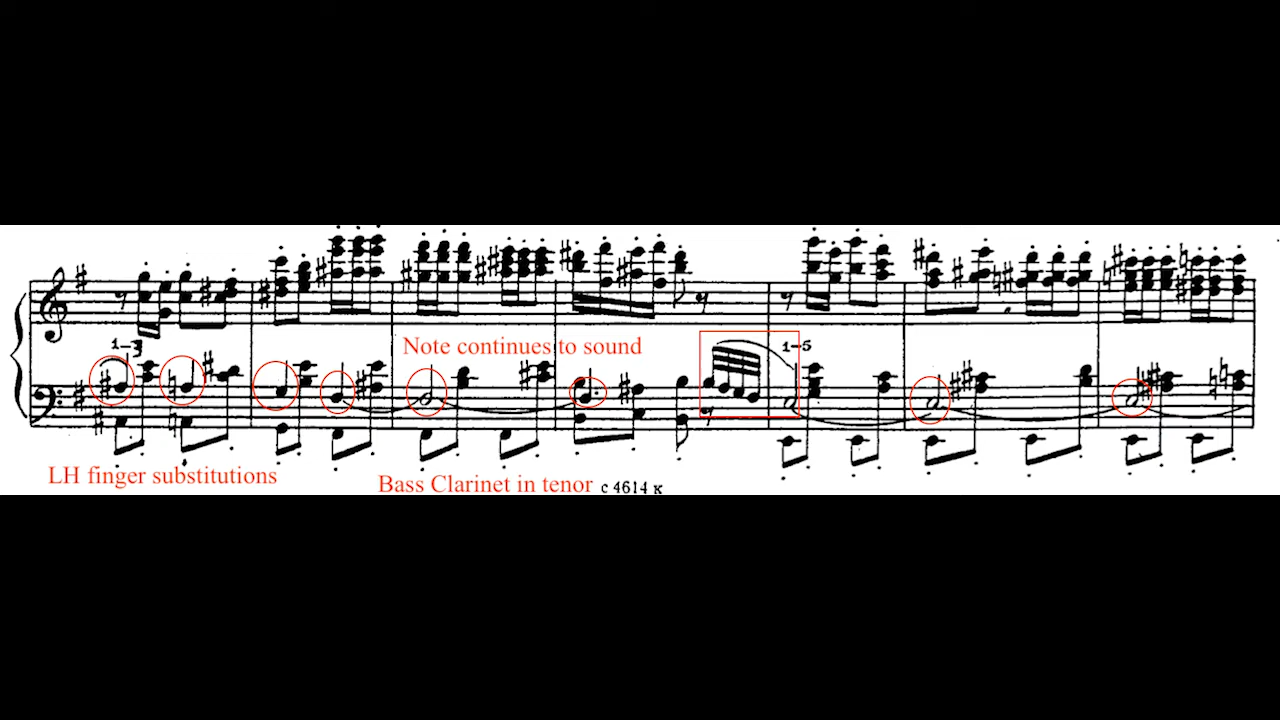 1-3
Note continues to sound
1-5
LH finger substitutions
Bass Clarinet in tenor
с 4614 к